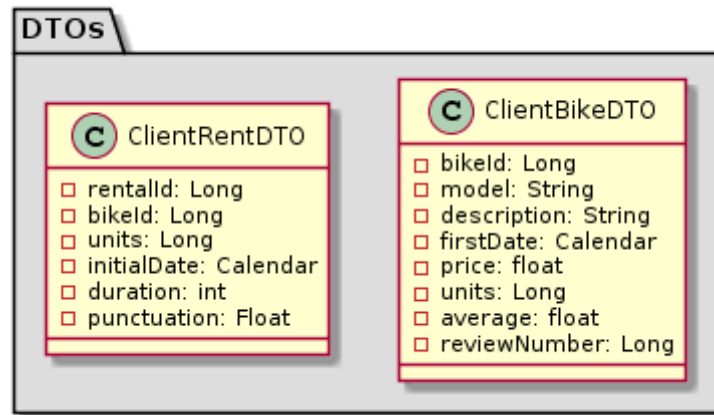 DTOs
C ClientRentDTO
rentalId: Long
bikeId: Long
units: Long
initialDate: Calendar
duration: int
punctuation: Float
C ClientBikeDTO
bikeId: Long
model: String
description: String
firstDate: Calendar
price: float
units: Long
average: float
reviewNumber: Long